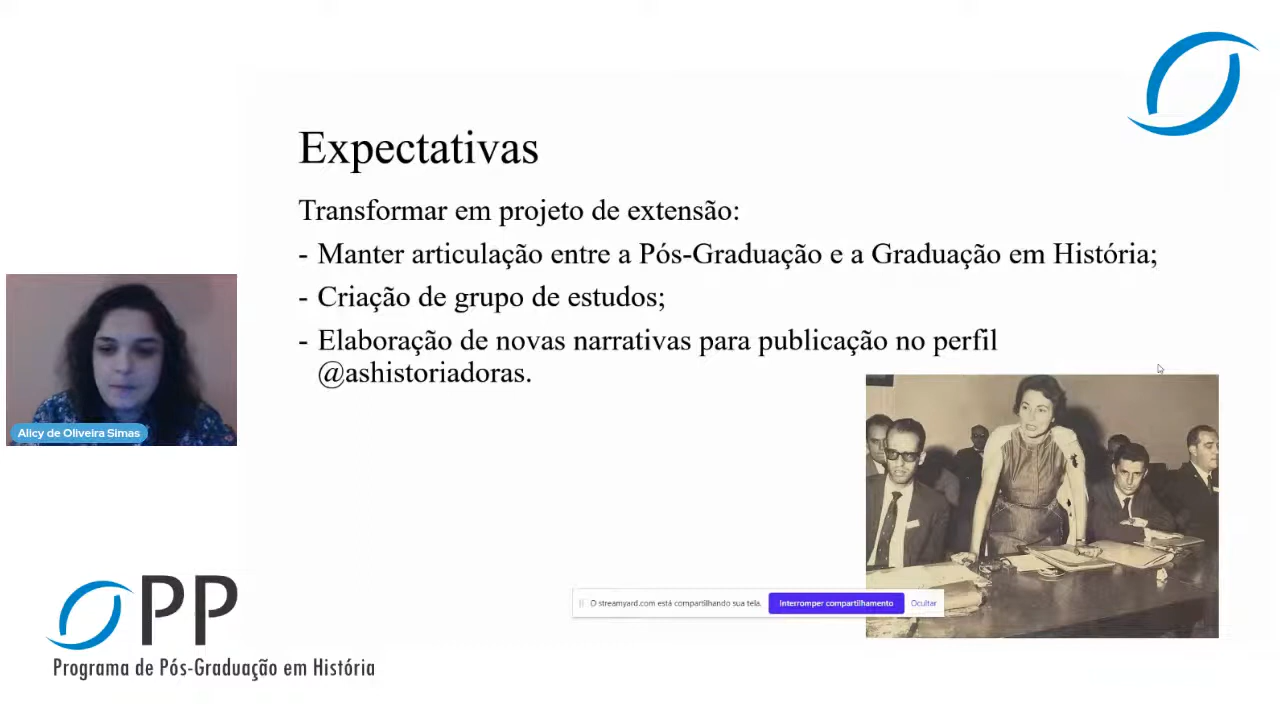 Expectativas
Transformar em projeto de extensão:
- Manter articulação entre a Pós-Graduação e a Graduação em História;
- Criação de grupo de estudos;
- Elaboração de novas narrativas para publicação no perfil
@ashistoriadoras.
Alicy de Oliveira Simas
O streamyard.com está compartilhando sua tela.
Interromper compartilhamento
Ocultar
PP
Programa de Pós-Graduação em História